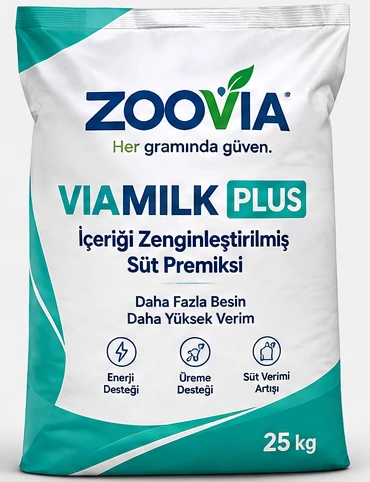 ZOOVIA
Her gramında güven.
VIAMILK PLUS
İçeriği Zenginleştirilmiş
Süt Premiksi
Daha Fazla Besin
Daha Yüksek Verim
Enerji
Desteği
Üreme
Desteği
Süt Verimi
Artışı
25 kg